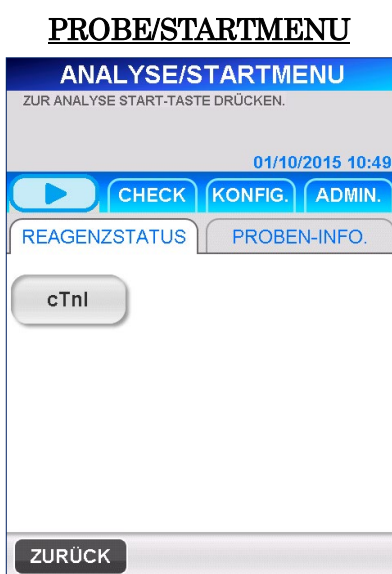 PROBE/STARTMENU
ANALYSE/STARTMENU
ZUR ANALYSE START-TASTE DRÜCKEN.
01/10/2015 10:49
CHECK KONFIG. ADMIN.
REAGENZSTATUS PROBEN-INFO.
cTnI
ZURÜCK